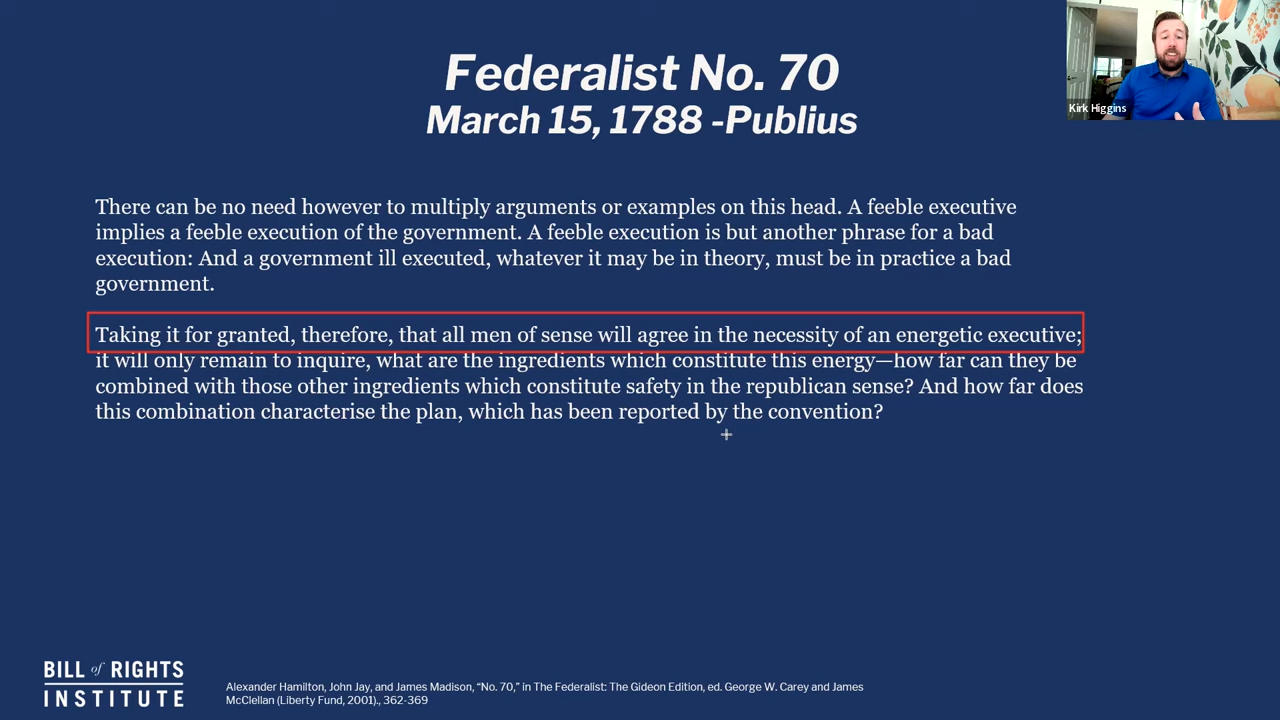 Federalist No. 70
March 15, 1788 -Publius
Kirk Higgins
There can be no need however to multiply arguments or examples on this head. A feeble executive
implies a feeble execution of the government. A feeble execution is but another phrase for a bad
execution: And a government ill executed, whatever it may be in theory, must be in practice a bad
government.
Taking it for granted, therefore, that all men of sense will agree in the necessity of an energetic executive;
it will only remain to inquire, what are the ingredients which constitute this energy—how far can they be
combined with those other ingredients which constitute safety in the republican sense? And how far does
this combination characterise the plan, which has been reported by the convention?
BILL of RIGHTS
INSTITUTE
Alexander Hamilton, John Jay, and James Madison, “No. 70,” in The Federalist: The Gideon Edition, ed. George W. Carey and James
McClellan (Liberty Fund, 2001)., 362-369